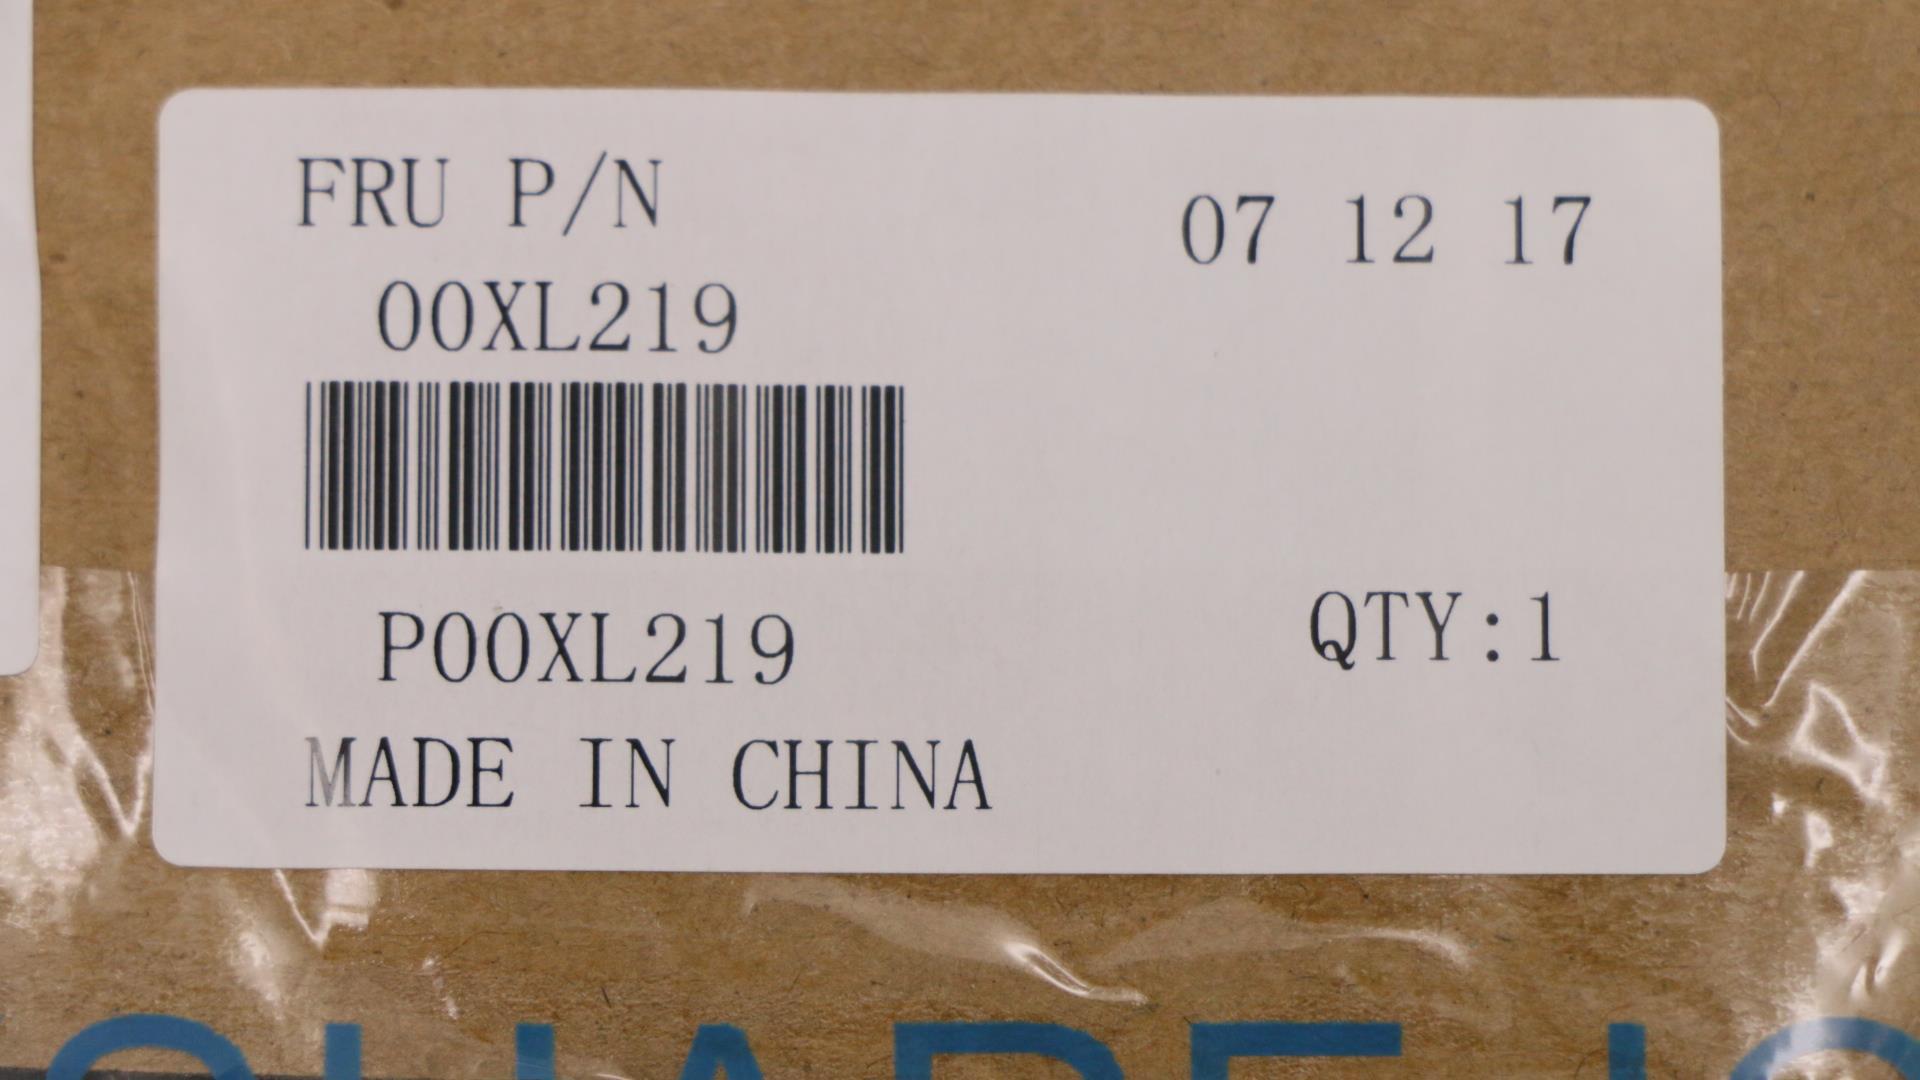 FRU P/N
07 12 17
00XL219
P00XL219
QTY:1
MADE IN CHINA